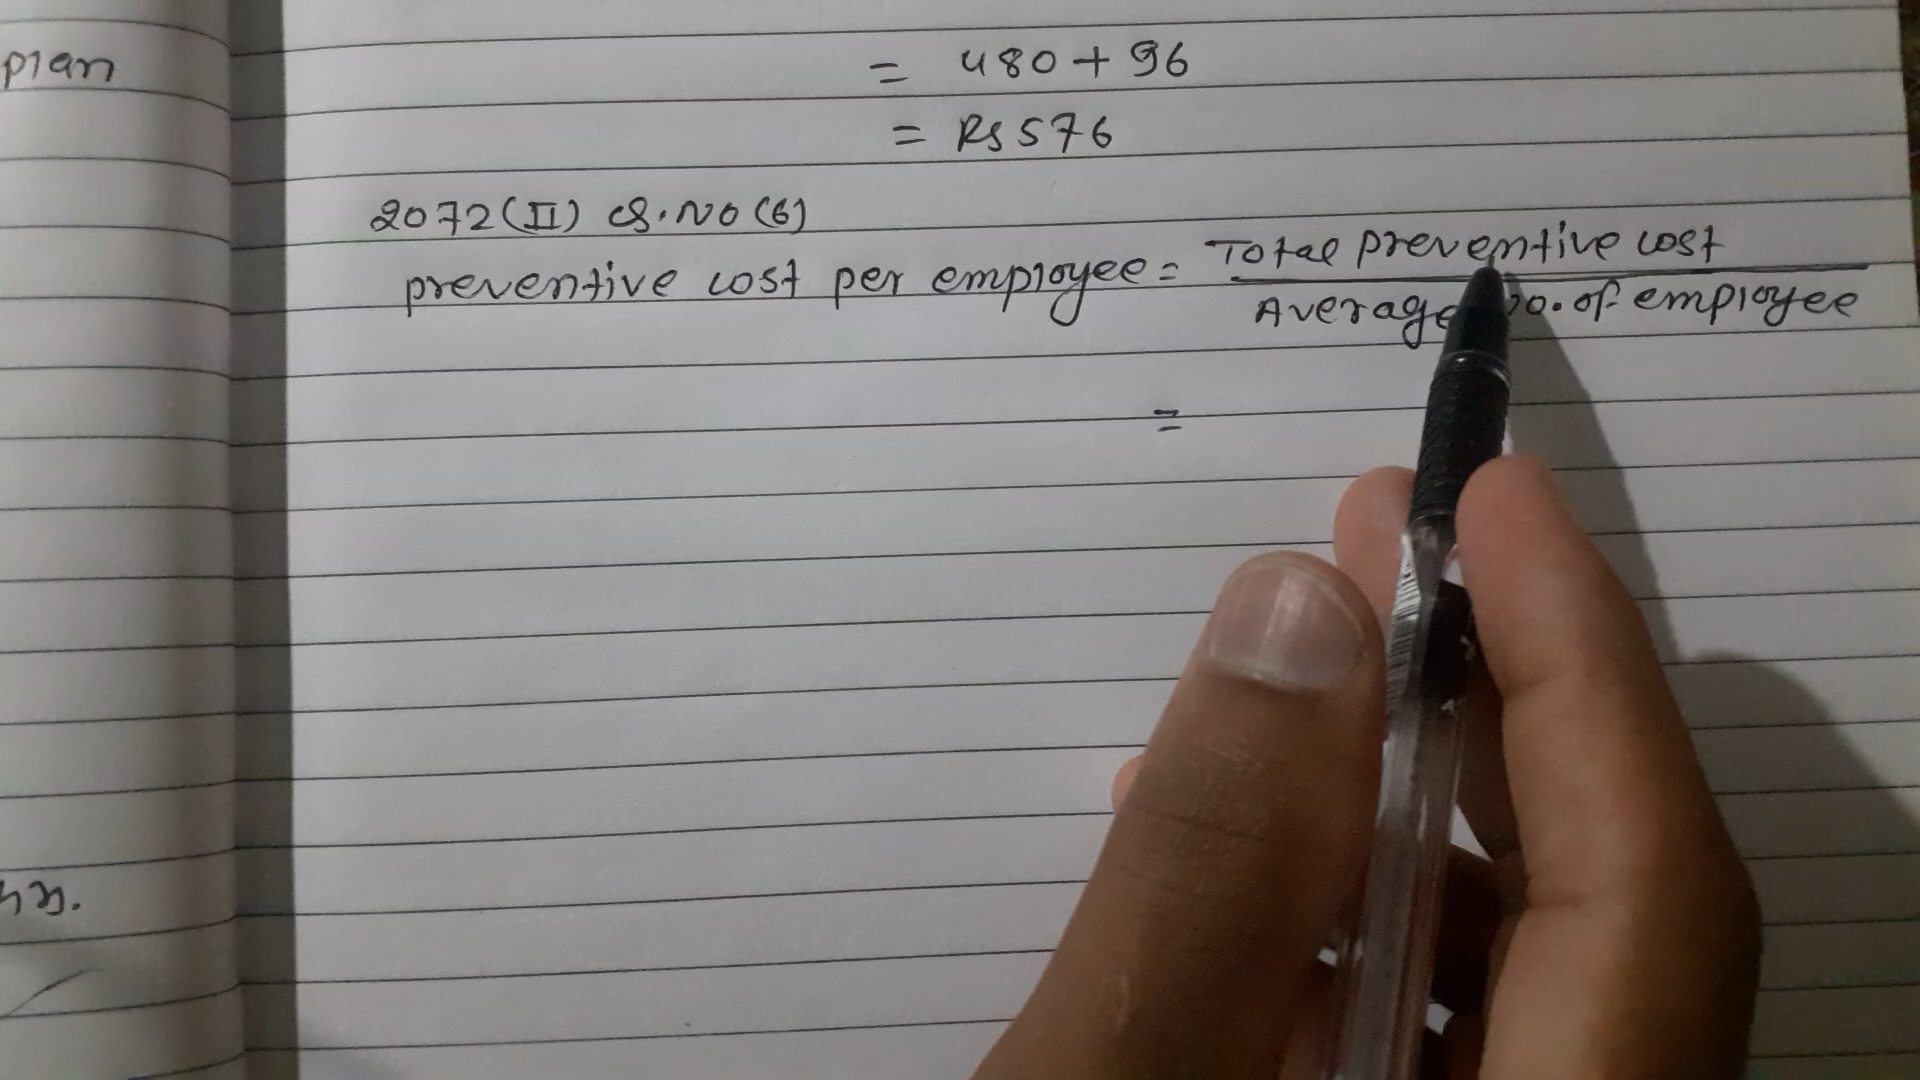 plan
= 480 + 96
= Rs 576
2072 (II) Q.NO (6)
preventive cost per employee = Total preventive cost
Average no. of employee
=